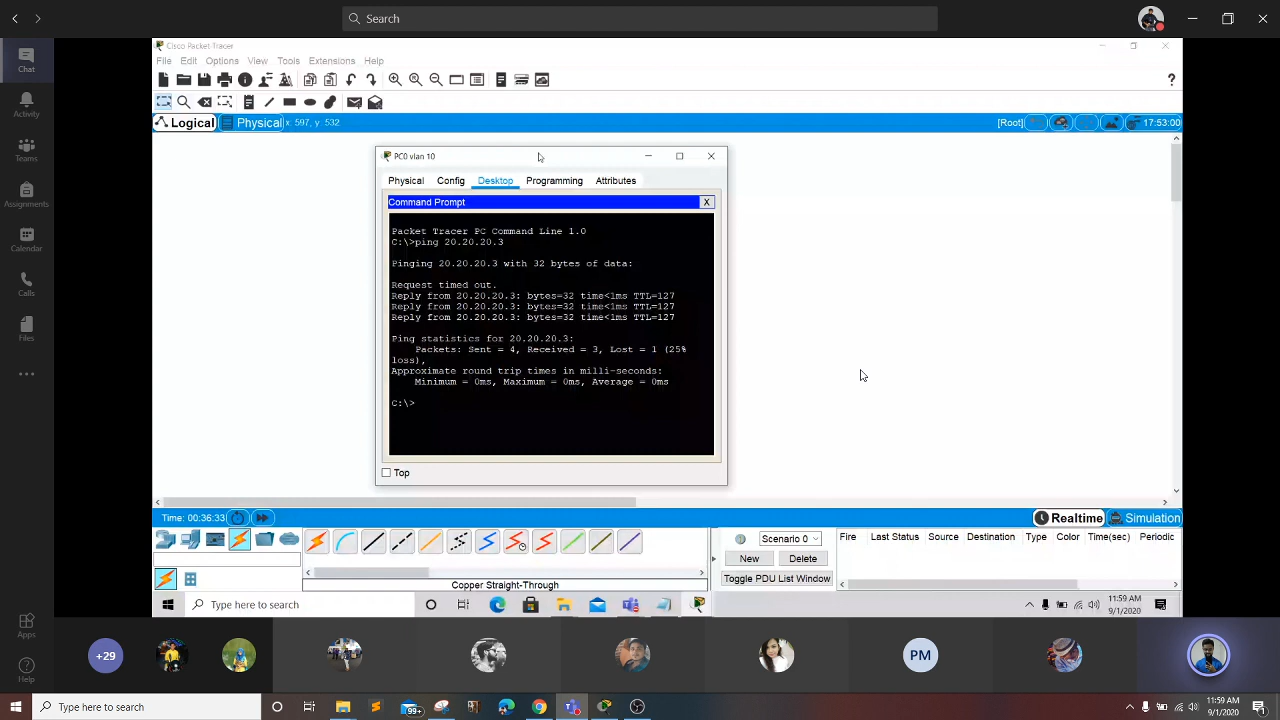 Search
Cisco Packet Tracer
File Edit Options View Tools Extensions Help
?
Logical Physical x: 597, y: 532 [Root] 17:53:00
PC0 vlan 10
Physical Config Desktop Programming Attributes
Command Prompt X
Packet Tracer PC Command Line 1.0
C:\>ping 20.20.20.3
Pinging 20.20.20.3 with 32 bytes of data:
Request timed out.
Reply from 20.20.20.3: bytes=32 time<1ms TTL=127
Reply from 20.20.20.3: bytes=32 time<1ms TTL=127
Reply from 20.20.20.3: bytes=32 time<1ms TTL=127
Ping statistics for 20.20.20.3:
Packets: Sent = 4, Received = 3, Lost = 1 (25%
loss),
Approximate round trip times in milli-seconds:
Minimum = 0ms, Maximum = 0ms, Average = 0ms
C:\>
Top
Chat
Activity
Teams
Assignments
Calendar
Calls
Files
Apps
Help
Time: 00:36:33 Realtime Simulation
Scenario 0 Fire Last Status Source Destination Type Color Time(sec) Periodic
New Delete
Toggle PDU List Window
Copper Straight-Through
Type here to search 11:59 AM
9/1/2020
+29 PM
Type here to search 99+ 11:59 AM
9/1/2020